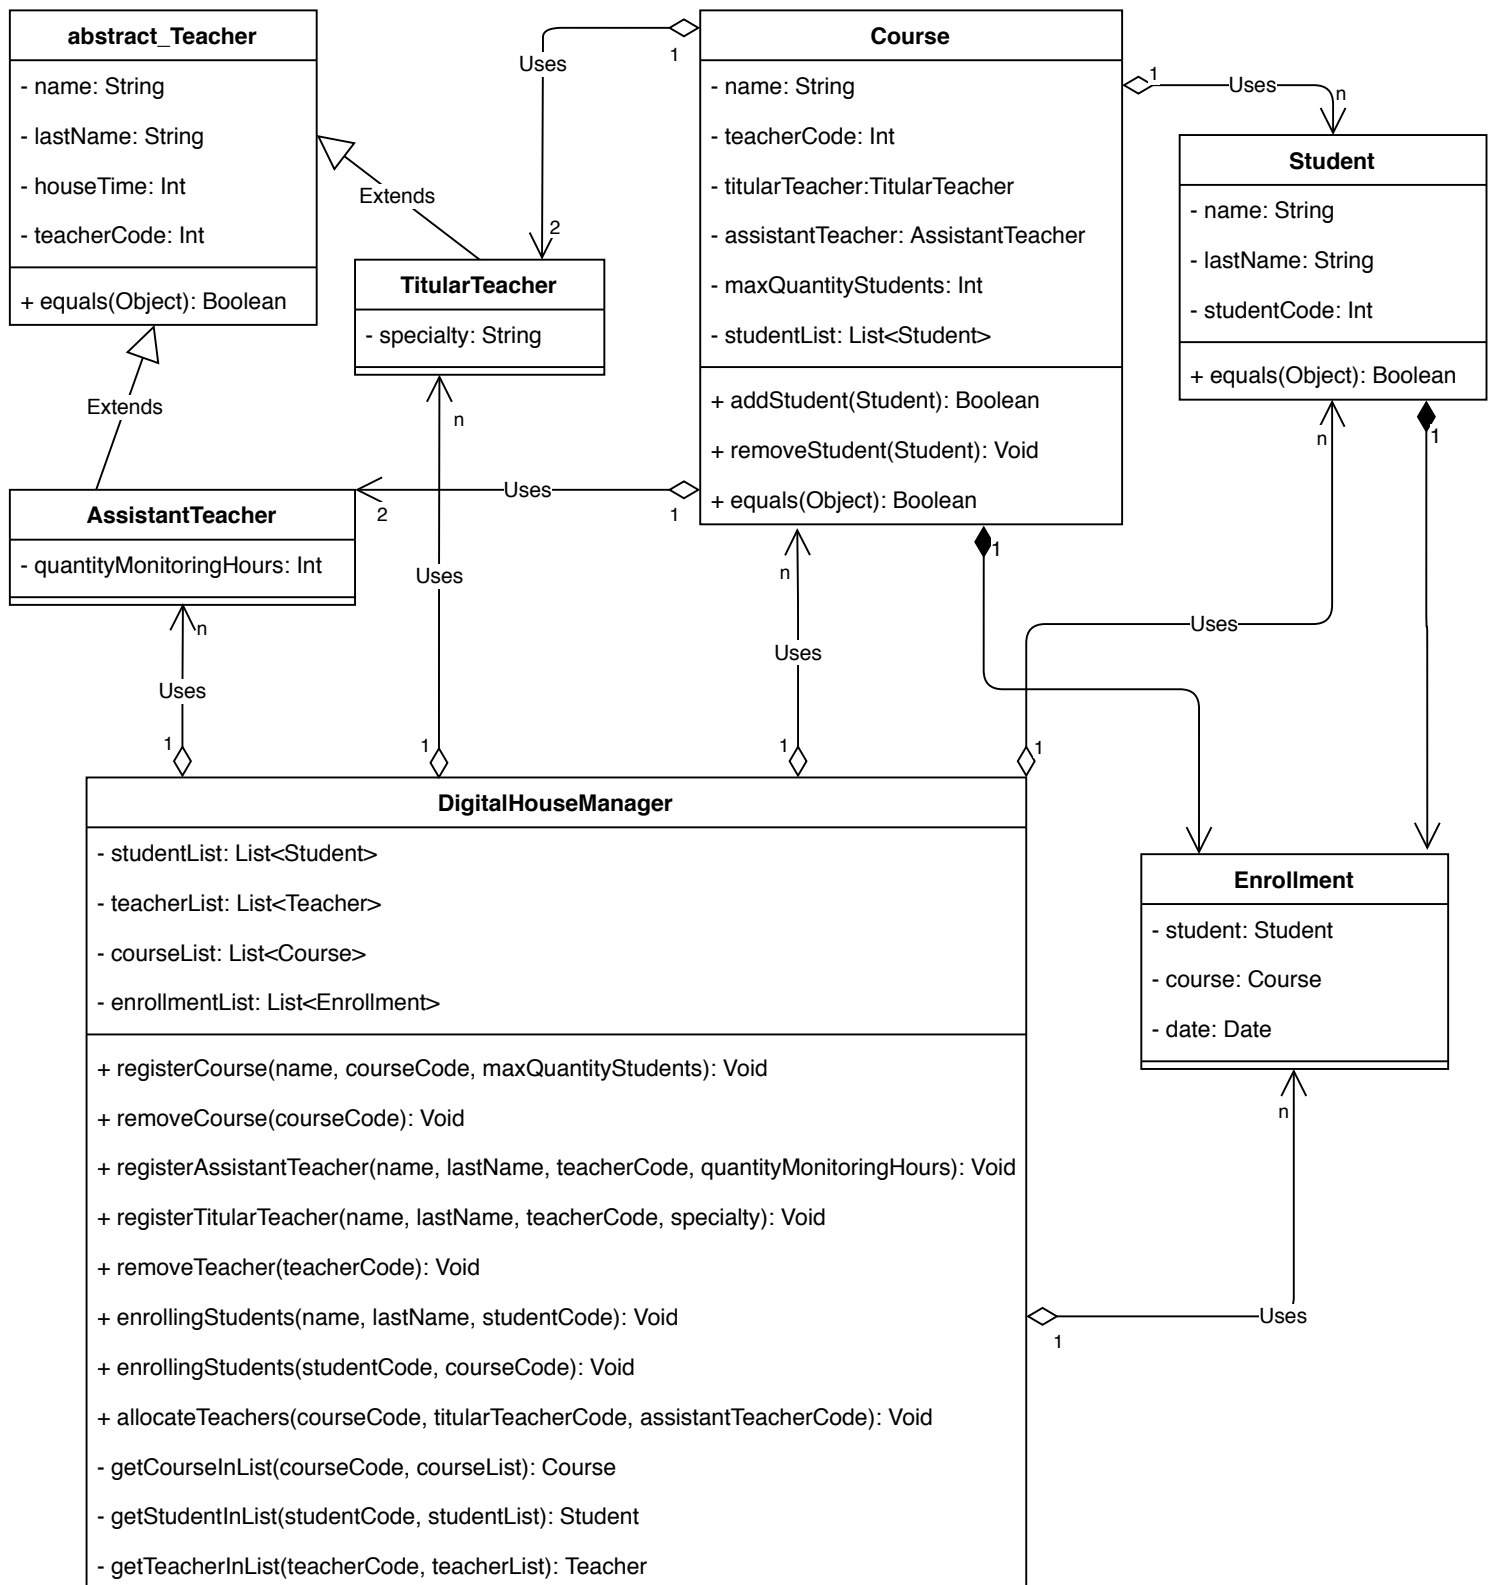 abstract_Teacher
- name: String
- lastName: String
- houseTime: Int
- teacherCode: Int
+ equals(Object): Boolean
Extends
Extends
Uses
1
2
TitularTeacher
- specialty: String
n
Course
- name: String
- teacherCode: Int
- titularTeacher:TitularTeacher
- assistantTeacher: AssistantTeacher
- maxQuantityStudents: Int
- studentList: List<Student>
+ addStudent(Student): Boolean
+ removeStudent(Student): Void
+ equals(Object): Boolean
1
Uses
n
Student
- name: String
- lastName: String
- studentCode: Int
+ equals(Object): Boolean
n
1
AssistantTeacher
- quantityMonitoringHours: Int
2
Uses
1
1
n
Uses
1
Uses
1
n
Uses
1
Uses
1
DigitalHouseManager
- studentList: List<Student>
- teacherList: List<Teacher>
- courseList: List<Course>
- enrollmentList: List<Enrollment>
+ registerCourse(name, courseCode, maxQuantityStudents): Void
+ removeCourse(courseCode): Void
+ registerAssistantTeacher(name, lastName, teacherCode, quantityMonitoringHours): Void
+ registerTitularTeacher(name, lastName, teacherCode, specialty): Void
+ removeTeacher(teacherCode): Void
+ enrollingStudents(name, lastName, studentCode): Void
+ enrollingStudents(studentCode, courseCode): Void
+ allocateTeachers(courseCode, titularTeacherCode, assistantTeacherCode): Void
- getCourseInList(courseCode, courseList): Course
- getStudentInList(studentCode, studentList): Student
- getTeacherInList(teacherCode, teacherList): Teacher
Enrollment
- student: Student
- course: Course
- date: Date
n
Uses
1